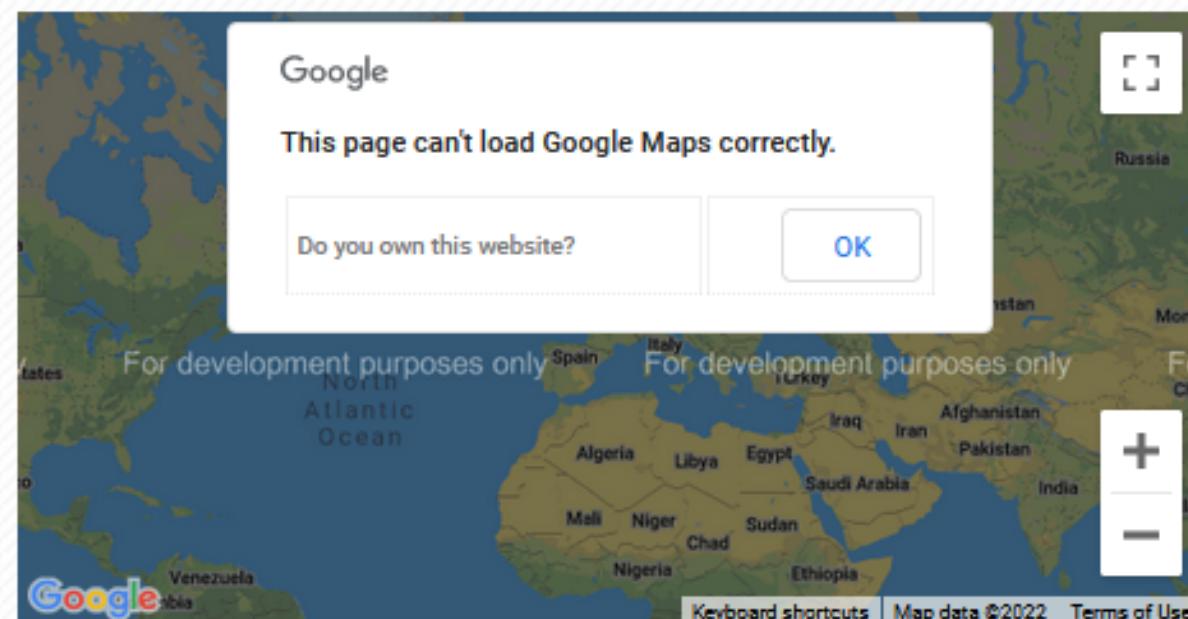 Google
This page can't load Google Maps correctly.
Do you own this website? OK
Russia
Italy
Spain
For development purposes only For development purposes only
North
Atlantic
Ocean
Turkey
Iraq
Iran
Afghanistan
Pakistan
Algeria
Libya
Egypt
Saudi Arabia
India
Mali
Niger
Chad
Sudan
Nigeria
Ethiopia
Venezuela
Google
Keyboard shortcuts Map data ©2022 Terms of Use